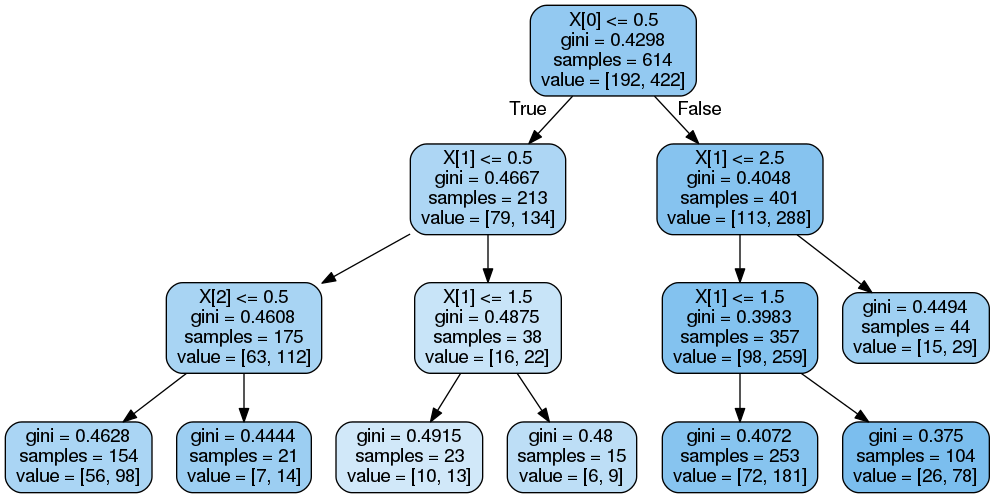 X[0] <= 0.5
gini = 0.4298
samples = 614
value = [192, 422]
True
False
X[1] <= 0.5
gini = 0.4667
samples = 213
value = [79, 134]
X[1] <= 2.5
gini = 0.4048
samples = 401
value = [113, 288]
X[2] <= 0.5
gini = 0.4608
samples = 175
value = [63, 112]
X[1] <= 1.5
gini = 0.4875
samples = 38
value = [16, 22]
X[1] <= 1.5
gini = 0.3983
samples = 357
value = [98, 259]
gini = 0.4494
samples = 44
value = [15, 29]
gini = 0.4628
samples = 154
value = [56, 98]
gini = 0.4444
samples = 21
value = [7, 14]
gini = 0.4915
samples = 23
value = [10, 13]
gini = 0.48
samples = 15
value = [6, 9]
gini = 0.4072
samples = 253
value = [72, 181]
gini = 0.375
samples = 104
value = [26, 78]